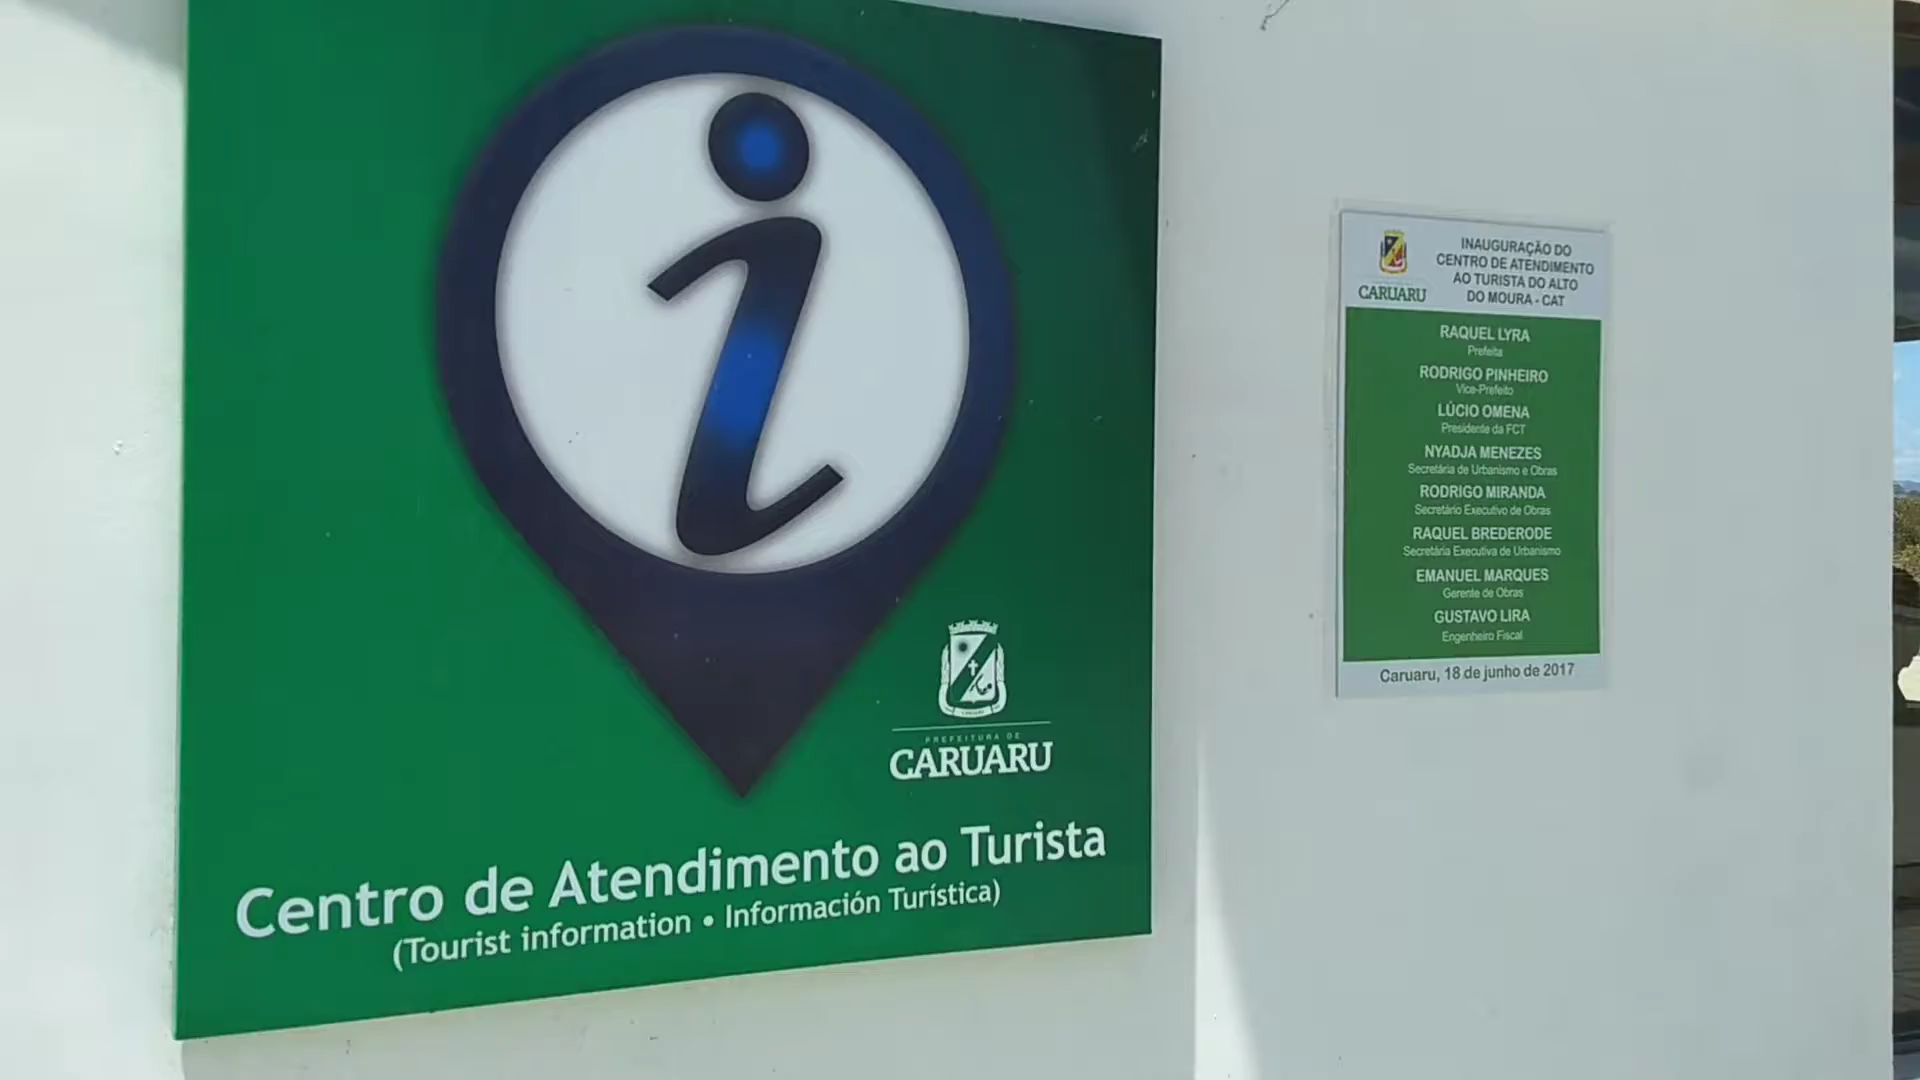 PREFEITURA DE
CARUARU
Centro de Atendimento ao Turista
(Tourist information • Información Turística)
CARUARU
INAUGURAÇÃO DO
CENTRO DE ATENDIMENTO
AO TURISTA DO ALTO
DO MOURA - CAT
RAQUEL LYRA
Prefeita
RODRIGO PINHEIRO
Vice-Prefeito
LÚCIO OMENA
Presidente da FCT
NYADJA MENEZES
Secretária de Urbanismo e Obras
RODRIGO MIRANDA
Secretário Executivo de Obras
RAQUEL BREDERODE
Secretária Executiva de Urbanismo
EMANUEL MARQUES
Gerente de Obras
GUSTAVO LIRA
Engenheiro Fiscal
Caruaru, 18 de junho de 2017